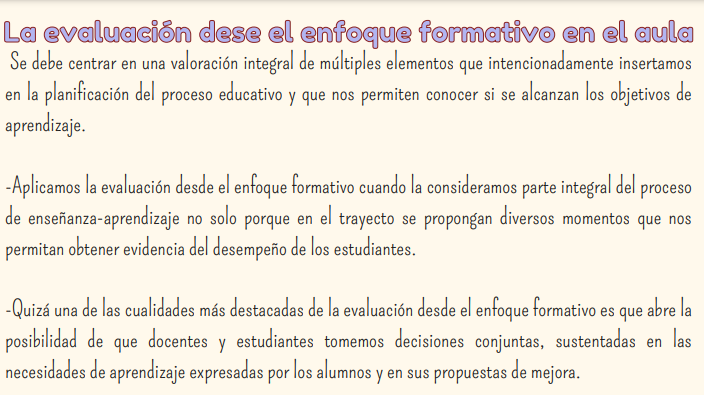 La evaluación dese el enfoque formativo en el aula
Se debe centrar en una valoración integral de múltiples elementos que intencionadamente insertamos
en la planificación del proceso educativo y que nos permiten conocer si se alcanzan los objetivos de
aprendizaje.
-Aplicamos la evaluación desde el enfoque formativo cuando la consideramos parte integral del proceso
de enseñanza-aprendizaje no solo porque en el trayecto se propongan diversos momentos que nos
permitan obtener evidencia del desempeño de los estudiantes.
-Quizá una de las cualidades más destacadas de la evaluación desde el enfoque formativo es que abre la
posibilidad de que docentes y estudiantes tomemos decisiones conjuntas, sustentadas en las
necesidades de aprendizaje expresadas por los alumnos y en sus propuestas de mejora.